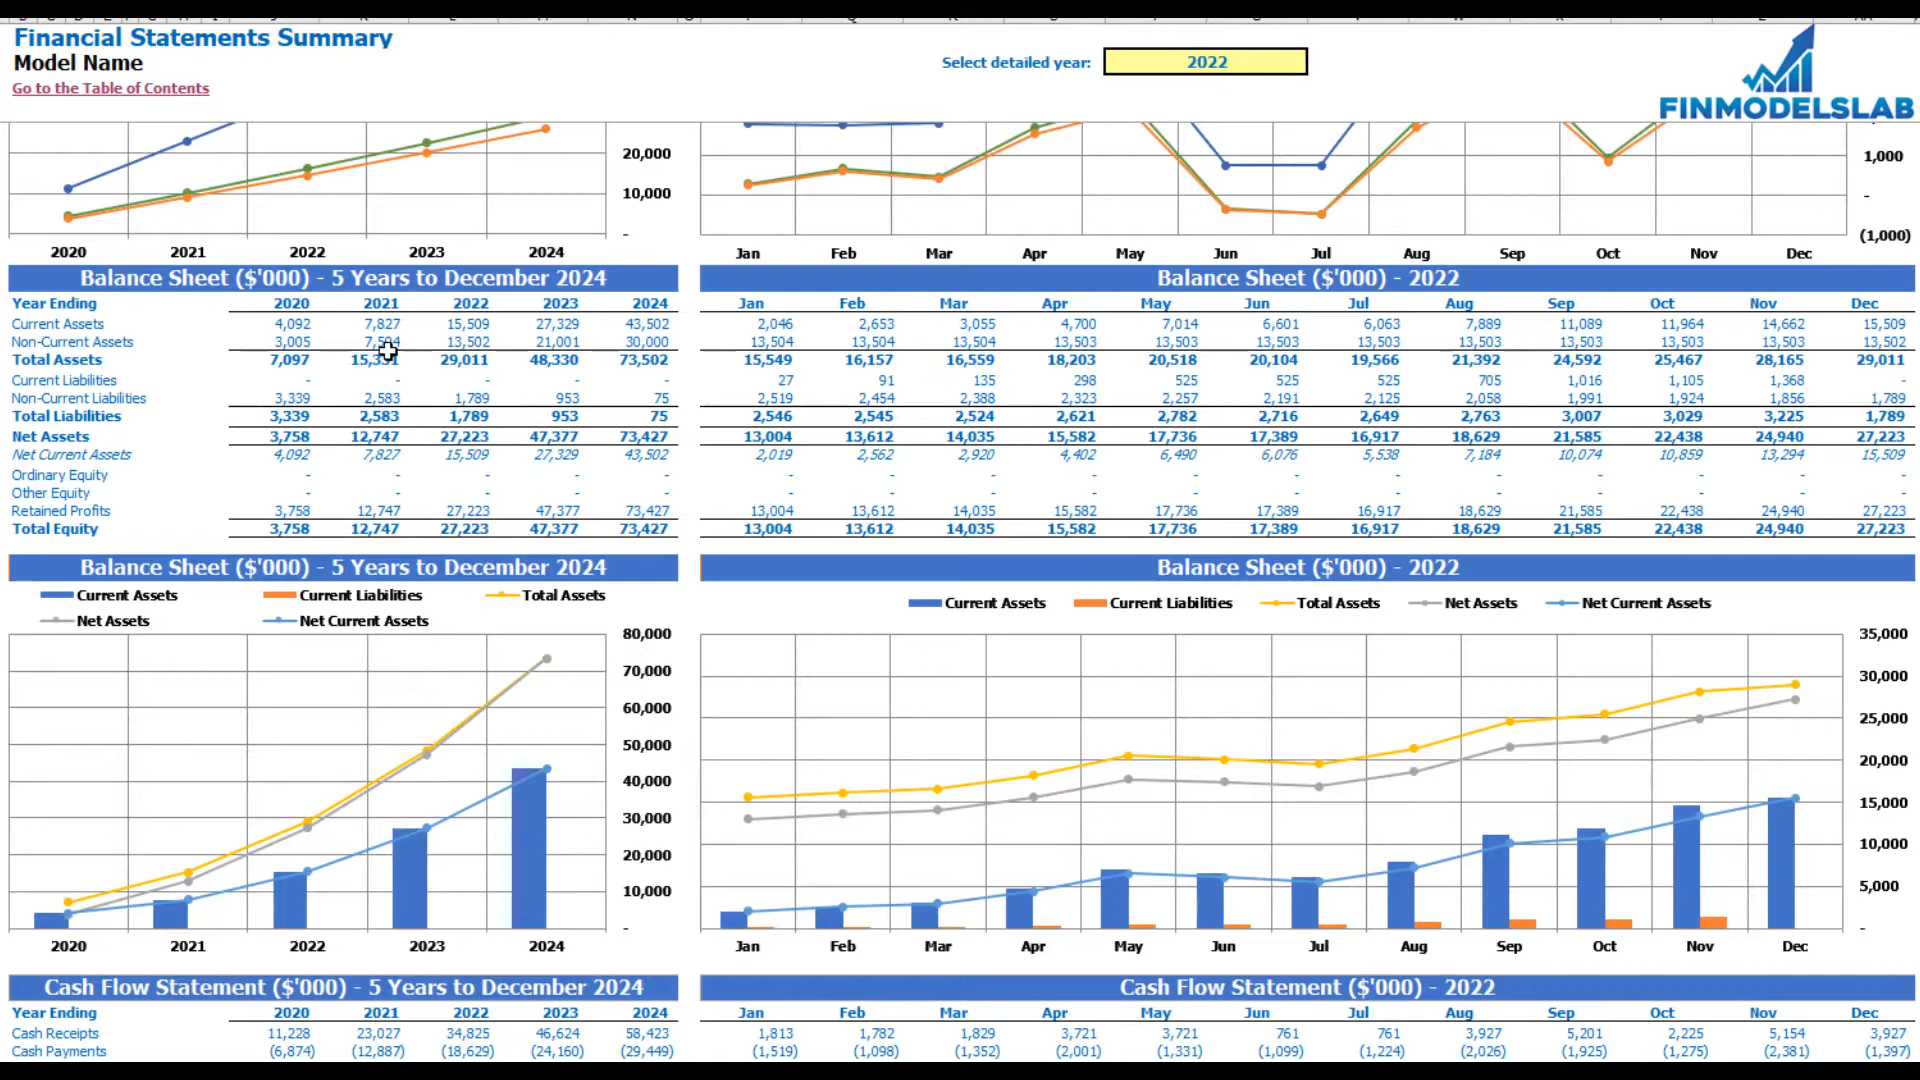 Financial Statements Summary
Model Name
Go to the Table of Contents
Select detailed year: 2022
FINMODELSLAB
20,000
10,000
-
2020 2021 2022 2023 2024
1,000
-
(1,000)
Jan Feb Mar Apr May Jun Jul Aug Sep Oct Nov Dec
Balance Sheet ($'000) - 5 Years to December 2024
Year Ending 2020 2021 2022 2023 2024
Current Assets 4,092 7,827 15,509 27,329 43,502
Non-Current Assets 3,005 13,502 21,001 30,000
Total Assets 7,097 29,011 48,330 73,502
Current Liabilities - - - - -
Non-Current Liabilities 3,339 2,583 1,789 953 75
Total Liabilities 3,339 2,583 1,789 953 75
Net Assets 3,758 12,747 27,223 47,377 73,427
Net Current Assets 4,092 7,827 15,509 27,329 43,502
Ordinary Equity - - - - -
Other Equity - - - - -
Retained Profits 3,758 12,747 27,223 47,377 73,427
Total Equity 3,758 12,747 27,223 47,377 73,427
Balance Sheet ($'000) - 2022
Jan Feb Mar Apr May Jun Jul Aug Sep Oct Nov Dec
2,046 2,653 3,055 4,700 7,014 6,601 6,063 7,889 11,089 11,964 14,662 15,509
13,504 13,504 13,504 13,503 13,503 13,503 13,503 13,503 13,503 13,503 13,503 13,502
15,549 16,157 16,559 18,203 20,518 20,104 19,566 21,392 24,592 25,467 28,165 29,011
27 91 135 298 525 525 525 705 1,016 1,105 1,368 -
2,519 2,454 2,388 2,323 2,257 2,191 2,125 2,058 1,991 1,924 1,856 1,789
2,546 2,545 2,524 2,621 2,782 2,716 2,649 2,763 3,007 3,029 3,225 1,789
13,004 13,612 14,035 15,582 17,736 17,389 16,917 18,629 21,585 22,438 24,940 27,223
2,019 2,562 2,920 4,402 6,490 6,076 5,538 7,184 10,074 10,859 13,294 15,509
- - - - - - - - - - - -
- - - - - - - - - - - -
13,004 13,612 14,035 15,582 17,736 17,389 16,917 18,629 21,585 22,438 24,940 27,223
13,004 13,612 14,035 15,582 17,736 17,389 16,917 18,629 21,585 22,438 24,940 27,223
Balance Sheet ($'000) - 5 Years to December 2024
Current Assets Current Liabilities Total Assets
Net Assets Net Current Assets
80,000
70,000
60,000
50,000
40,000
30,000
20,000
10,000
-
2020 2021 2022 2023 2024
Balance Sheet ($'000) - 2022
Current Assets Current Liabilities Total Assets Net Assets Net Current Assets
35,000
30,000
25,000
20,000
15,000
10,000
5,000
-
Jan Feb Mar Apr May Jun Jul Aug Sep Oct Nov Dec
Cash Flow Statement ($'000) - 5 Years to December 2024
Year Ending 2020 2021 2022 2023 2024
Cash Receipts 11,228 23,027 34,825 46,624 58,423
Cash Payments (6,874) (12,887) (18,629) (24,160) (29,449)
Cash Flow Statement ($'000) - 2022
Jan Feb Mar Apr May Jun Jul Aug Sep Oct Nov Dec
1,813 1,782 1,829 3,721 3,721 761 761 3,927 5,201 2,225 5,154 3,927
(1,519) (1,098) (1,352) (2,001) (1,331) (1,099) (1,224) (2,026) (1,925) (1,275) (2,381) (1,397)